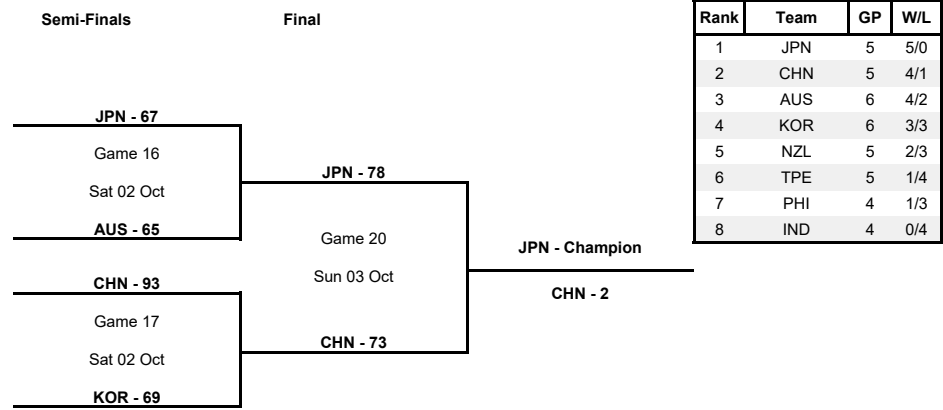 Semi-Finals Final
JPN - 67
Game 16
Sat 02 Oct
AUS - 65
CHN - 93
Game 17
Sat 02 Oct
KOR - 69
JPN - 78
Game 20
Sun 03 Oct
CHN - 73
JPN - Champion
CHN - 2
Rank Team GP W/L
1 JPN 5 5/0
2 CHN 5 4/1
3 AUS 6 4/2
4 KOR 6 3/3
5 NZL 5 2/3
6 TPE 5 1/4
7 PHI 4 1/3
8 IND 4 0/4